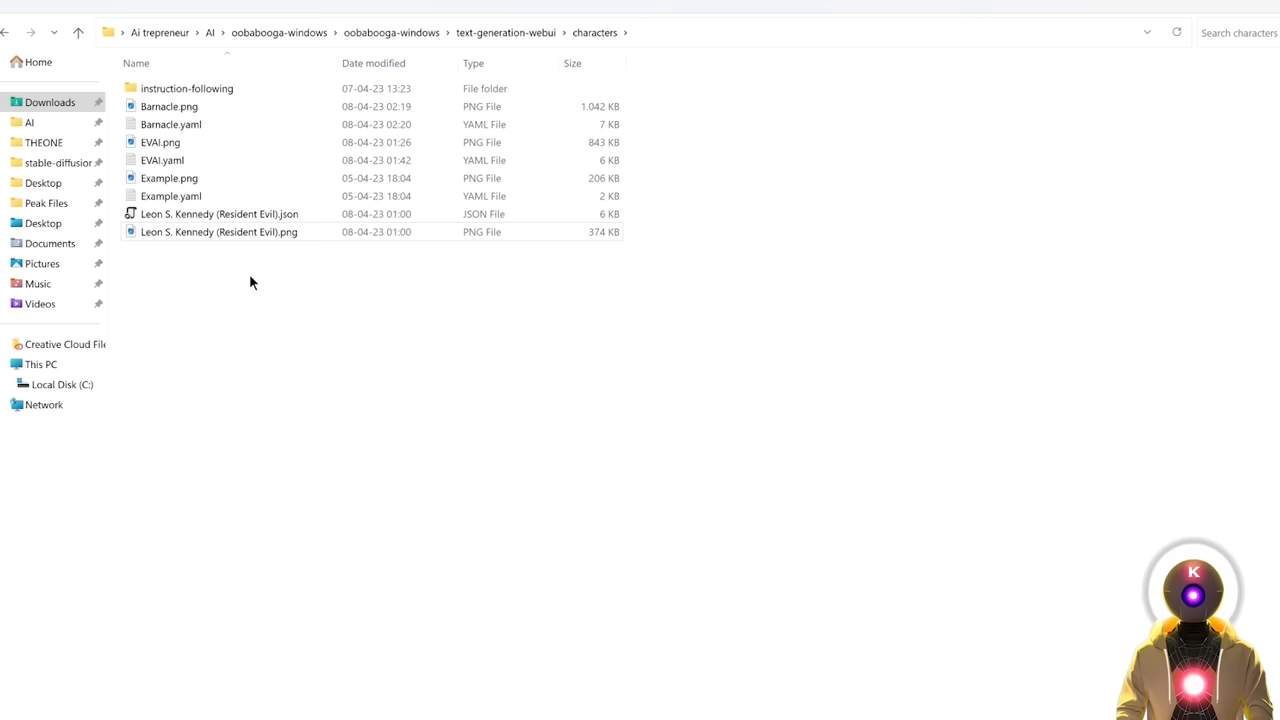 Ai trepreneur > AI > oobabooga-windows > oobabooga-windows > text-generation-webui > characters >
Search characters
Home
Downloads
AI
THEONE
stable-diffusior
Desktop
Peak Files
Desktop
Documents
Pictures
Music
Videos
Creative Cloud File
This PC
Local Disk (C:)
Network
Name Date modified Type Size
instruction-following 07-04-23 13:23 File folder
Barnacle.png 08-04-23 02:19 PNG File 1.042 KB
Barnacle.yaml 08-04-23 02:20 YAML File 7 KB
EVAI.png 08-04-23 01:26 PNG File 843 KB
EVAI.yaml 08-04-23 01:42 YAML File 6 KB
Example.png 05-04-23 18:04 PNG File 206 KB
Example.yaml 05-04-23 18:04 YAML File 2 KB
Leon S. Kennedy (Resident Evil).json 08-04-23 01:00 JSON File 6 KB
Leon S. Kennedy (Resident Evil).png 08-04-23 01:00 PNG File 374 KB
K